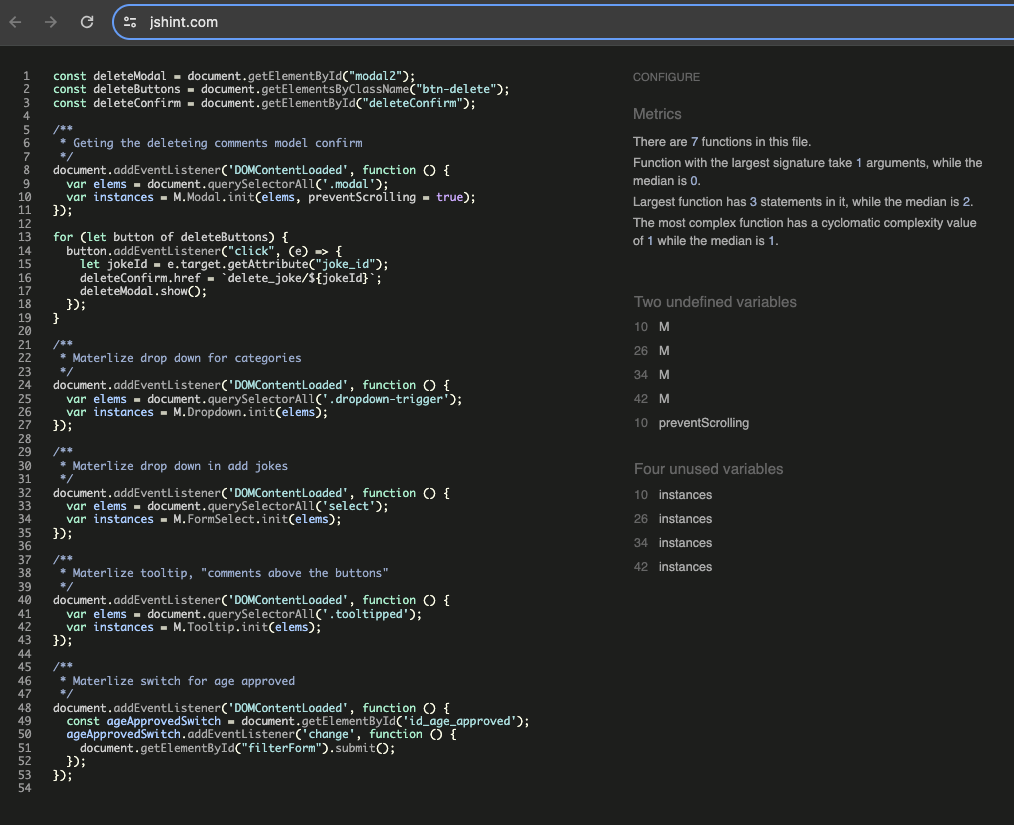 jshint.com
1 const deleteModal = document.getElementById("modal2");
2 const deleteButtons = document.getElementsByClassName("btn-delete");
3 const deleteConfirm = document.getElementById("deleteConfirm");
4
5 /**
6  * Geting the deleteing comments model confirm
7  */
8 document.addEventListener('DOMContentLoaded', function () {
9   var elems = document.querySelectorAll('.modal');
10   var instances = M.Modal.init(elems, preventScrolling = true);
11 });
12
13 for (let button of deleteButtons) {
14   button.addEventListener("click", (e) => {
15     let jokeId = e.target.getAttribute("joke_id");
16     deleteConfirm.href = `delete_joke/${jokeId}`;
17     deleteModal.show();
18   });
19 }
20
21 /**
22  * Materlize drop down for categories
23  */
24 document.addEventListener('DOMContentLoaded', function () {
25   var elems = document.querySelectorAll('.dropdown-trigger');
26   var instances = M.Dropdown.init(elems);
27 });
28
29 /**
30  * Materlize drop down in add jokes
31  */
32 document.addEventListener('DOMContentLoaded', function () {
33   var elems = document.querySelectorAll('select');
34   var instances = M.FormSelect.init(elems);
35 });
36
37 /**
38  * Materlize tooltip, "comments above the buttons"
39  */
40 document.addEventListener('DOMContentLoaded', function () {
41   var elems = document.querySelectorAll('.tooltipped');
42   var instances = M.Tooltip.init(elems);
43 });
44
45 /**
46  * Materlize switch for age approved
47  */
48 document.addEventListener('DOMContentLoaded', function () {
49   const ageApprovedSwitch = document.getElementById('id_age_approved');
50   ageApprovedSwitch.addEventListener('change', function () {
51     document.getElementById("filterForm").submit();
52   });
53 });
54
CONFIGURE
Metrics
There are 7 functions in this file.
Function with the largest signature take 1 arguments, while the
median is 0.
Largest function has 3 statements in it, while the median is 2.
The most complex function has a cyclomatic complexity value
of 1 while the median is 1.
Two undefined variables
10 M
26 M
34 M
42 M
10 preventScrolling
Four unused variables
10 instances
26 instances
34 instances
42 instances